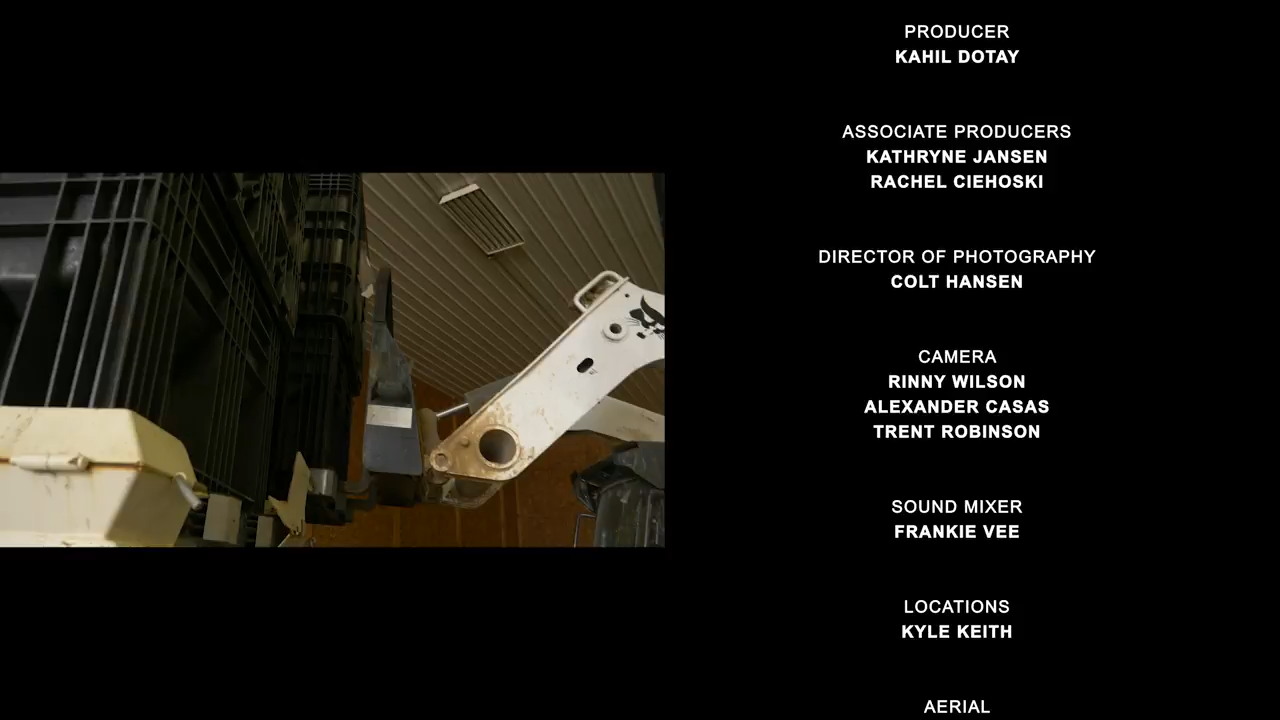 PRODUCER
KAHIL DOTAY
ASSOCIATE PRODUCERS
KATHRYNE JANSEN
RACHEL CIEHOSKI
DIRECTOR OF PHOTOGRAPHY
COLT HANSEN
CAMERA
RINNY WILSON
ALEXANDER CASAS
TRENT ROBINSON
SOUND MIXER
FRANKIE VEE
LOCATIONS
KYLE KEITH
AERIAL